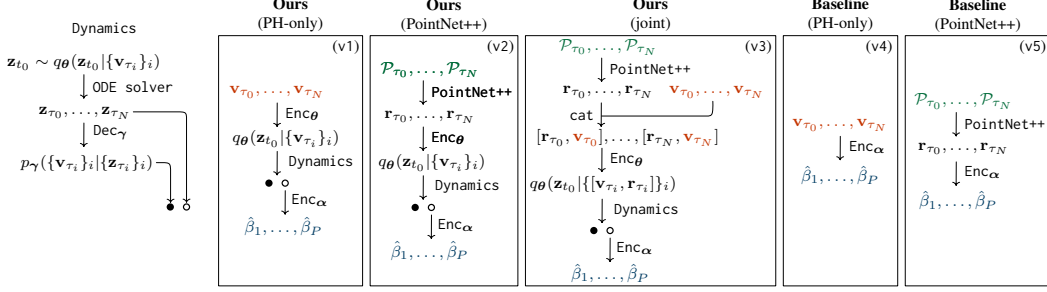 Dynamics
𝐳_{t_0} ∼ q_𝜽(𝐳_{t_0}|{𝐯_{τ_i}}_i)
ODE solver
𝐳_{τ_0}, . . . , 𝐳_{τ_N}
Dec_𝜸
p_𝜸({𝐯_{τ_i}}_i|{𝐳_{τ_i}}_i)
Ours
(PH-only)
(v1)
𝐯_{τ_0}, . . . , 𝐯_{τ_N}
Enc_𝜽
q_𝜽(𝐳_{t_0}|{𝐯_{τ_i}}_i)
Dynamics
Enc_𝜶
β̂_1, . . . , β̂_P
Ours
(PointNet++)
(v2)
𝒫_{τ_0}, . . . , 𝒫_{τ_N}
PointNet++
𝐫_{τ_0}, . . . , 𝐫_{τ_N}
Enc_𝜽
q_𝜽(𝐳_{t_0}|{𝐯_{τ_i}}_i)
Dynamics
Enc_𝜶
β̂_1, . . . , β̂_P
Ours
(joint)
(v3)
𝒫_{τ_0}, . . . , 𝒫_{τ_N}
PointNet++
𝐫_{τ_0}, . . . , 𝐫_{τ_N} 𝐯_{τ_0}, . . . , 𝐯_{τ_N}
cat
[𝐫_{τ_0}, 𝐯_{τ_0}], . . . , [𝐫_{τ_N}, 𝐯_{τ_N}]
Enc_𝜽
q_𝜽(𝐳_{t_0}|{[𝐯_{τ_i}, 𝐫_{τ_i}]}_i)
Dynamics
Enc_𝜶
β̂_1, . . . , β̂_P
Baseline
(PH-only)
(v4)
𝐯_{τ_0}, . . . , 𝐯_{τ_N}
Enc_𝜶
β̂_1, . . . , β̂_P
Baseline
(PointNet++)
(v5)
𝒫_{τ_0}, . . . , 𝒫_{τ_N}
PointNet++
𝐫_{τ_0}, . . . , 𝐫_{τ_N}
Enc_𝜶
β̂_1, . . . , β̂_P